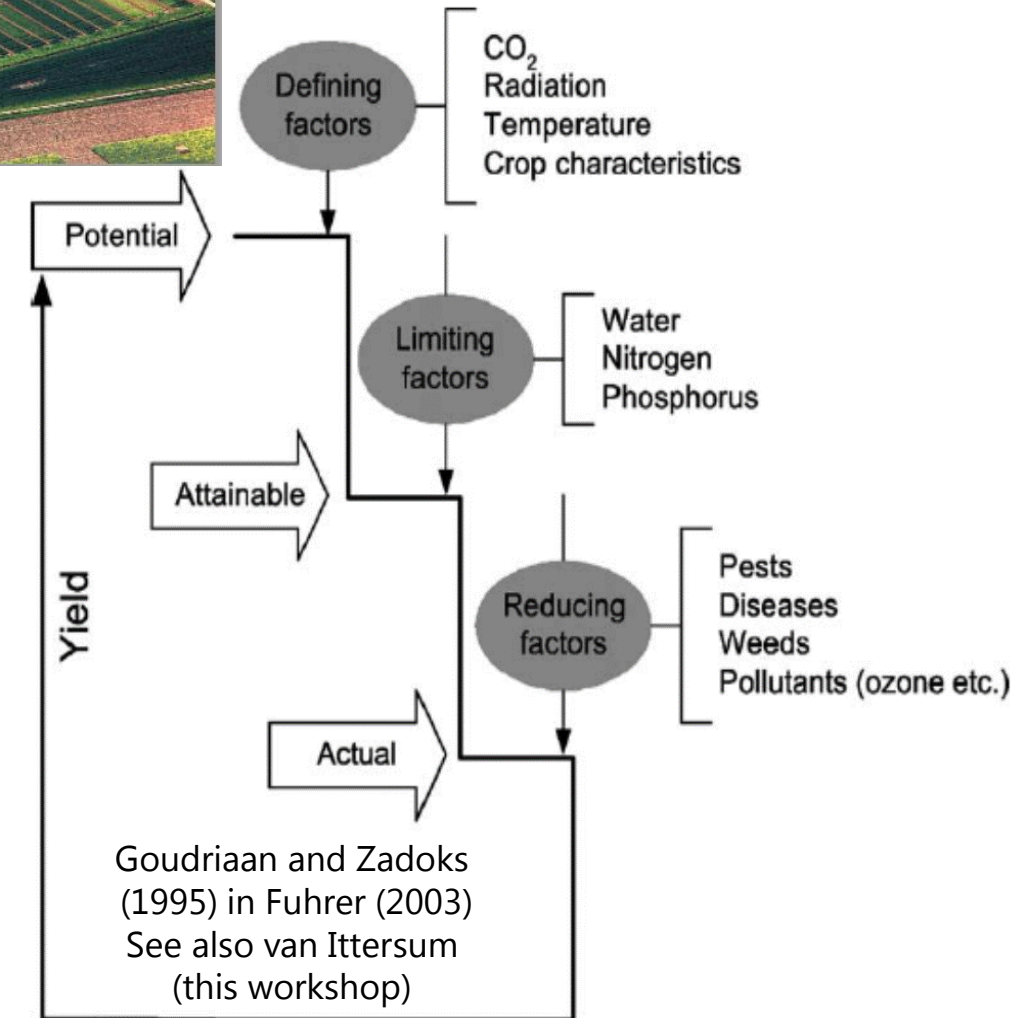 Defining
factors
CO₂
Radiation
Temperature
Crop characteristics
Potential
Limiting
factors
Water
Nitrogen
Phosphorus
Attainable
Yield
Reducing
factors
Pests
Diseases
Weeds
Pollutants (ozone etc.)
Actual
Goudriaan and Zadoks
(1995) in Fuhrer (2003)
See also van Ittersum
(this workshop)